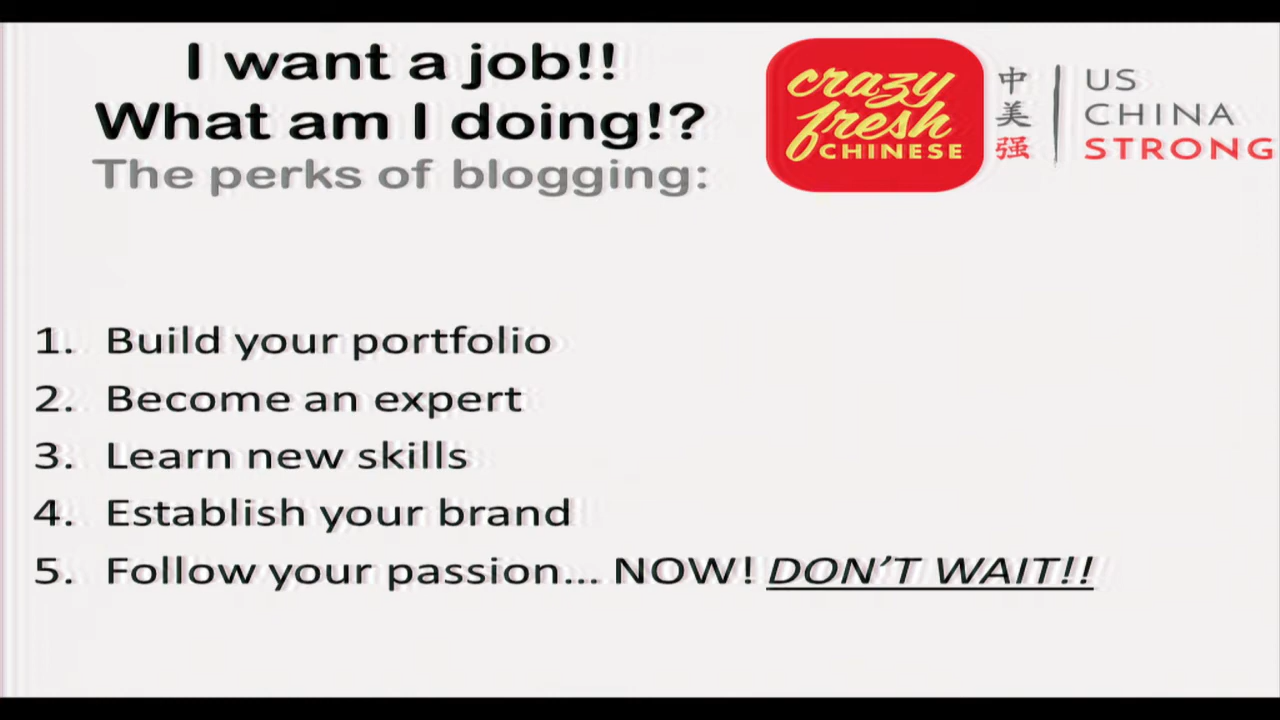 I want a job!!
What am I doing!?
The perks of blogging:
crazy
fresh
CHINESE
中
美
强
US
CHINA
STRONG
1. Build your portfolio
2. Become an expert
3. Learn new skills
4. Establish your brand
5. Follow your passion... NOW! DON'T WAIT!!